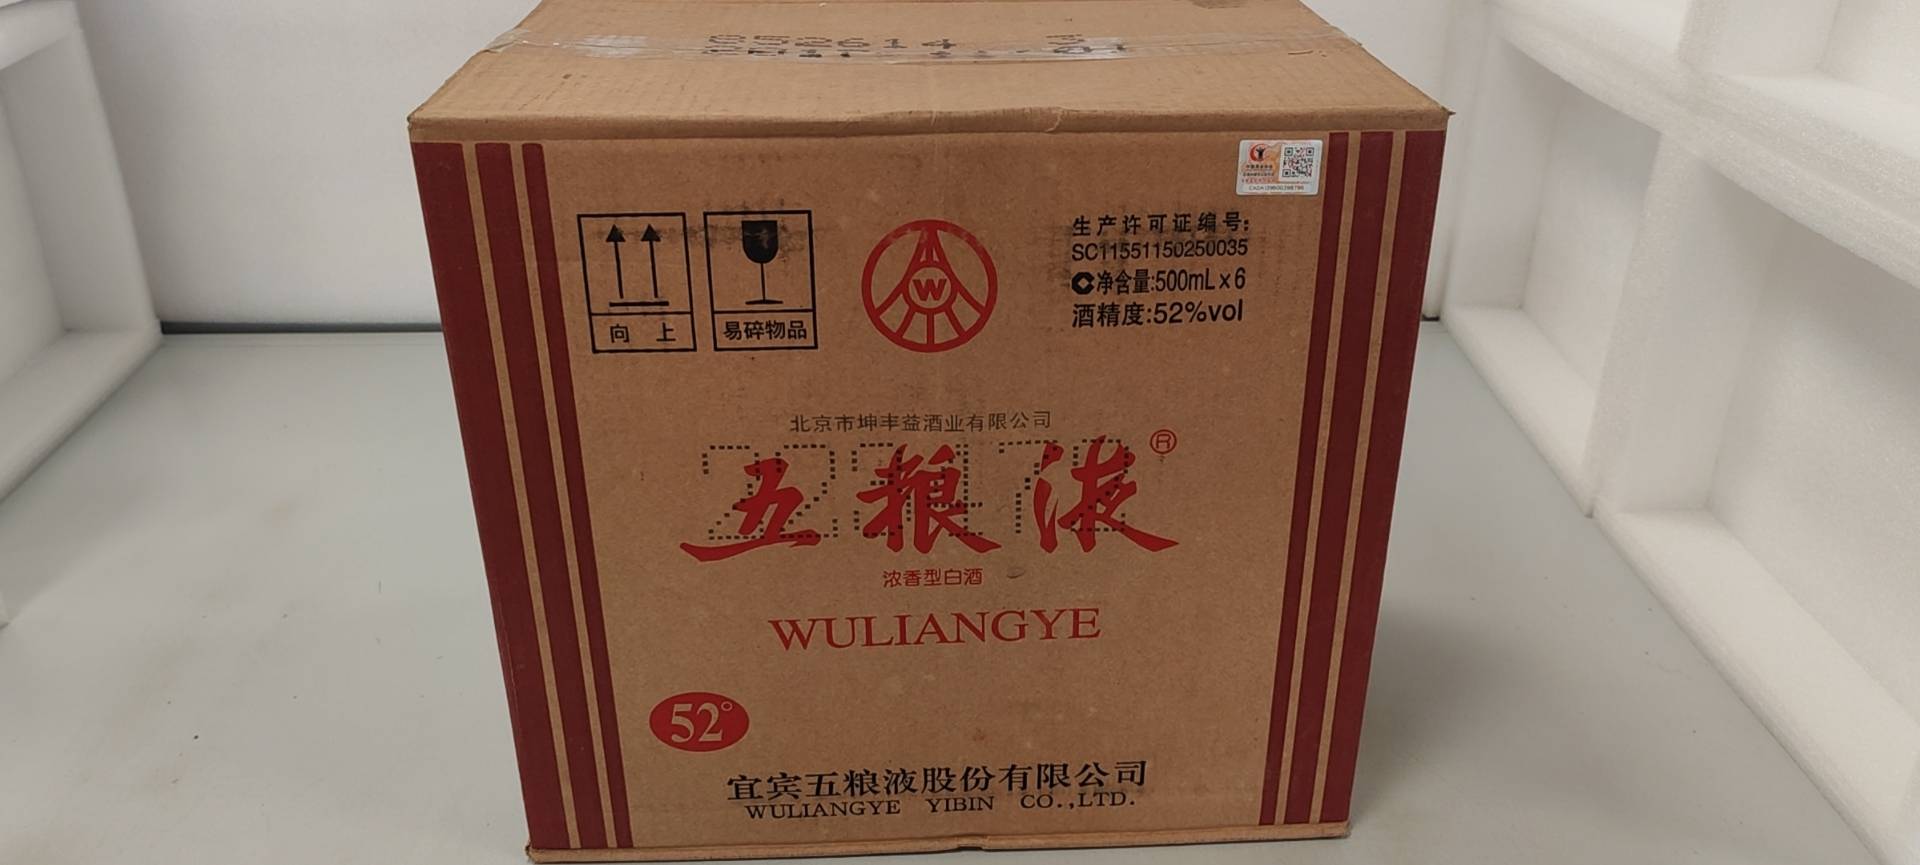 向 上
易碎物品
W
生产许可证编号:
SC11551150250035
净含量:500mL×6
酒精度:52%vol
北京市坤丰益酒业有限公司
五粮液®
浓香型白酒
WULIANGYE
52°
宜宾五粮液股份有限公司
WULIANGYE YIBIN CO.,LTD.